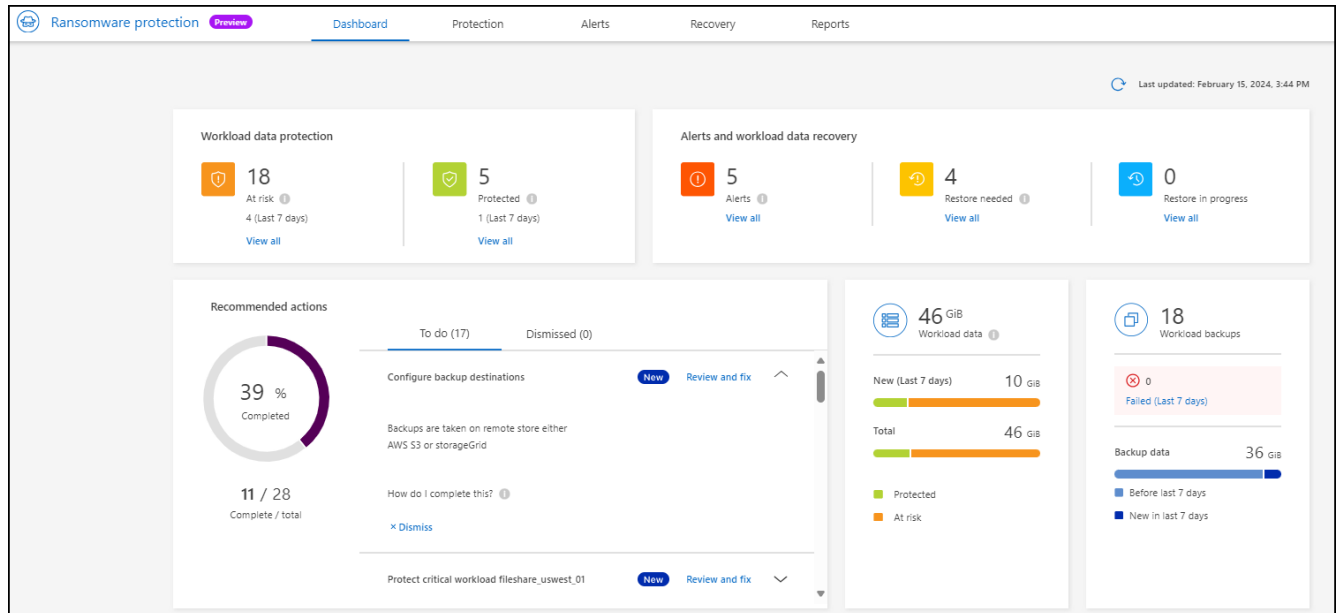 Ransomware protection Preview
Dashboard
Protection
Alerts
Recovery
Reports
Last updated: February 15, 2024, 3:44 PM
Workload data protection
18
At risk
4 (Last 7 days)
View all
5
Protected
1 (Last 7 days)
View all
Alerts and workload data recovery
5
Alerts
View all
4
Restore needed
View all
0
Restore in progress
View all
Recommended actions
39 %
Completed
11 / 28
Complete / total
To do (17)
Dismissed (0)
Configure backup destinations
New
Review and fix
Backups are taken on remote store either
AWS S3 or storageGrid
How do I complete this?
× Dismiss
Protect critical workload fileshare_uswest_01
New
Review and fix
46 GiB
Workload data
New (Last 7 days)
10 GiB
Total
46 GiB
Protected
At risk
18
Workload backups
0
Failed (Last 7 days)
Backup data
36 GiB
Before last 7 days
New in last 7 days